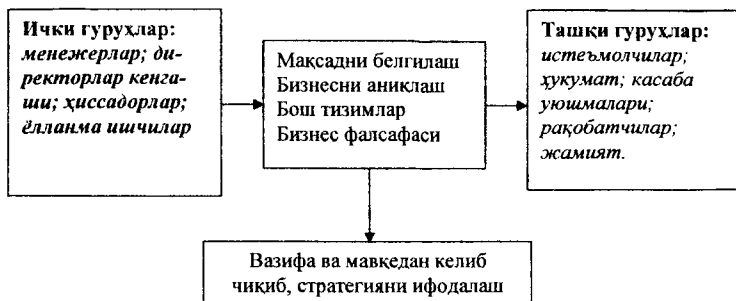 Ички гуруҳлар:
менежерлар; ди-
ректорлар кенга-
ши; ҳиссадорлар;
ёлланма ишчилар
Мақсадни белгилаш
Бизнесни аниқлаш
Бош тизимлар
Бизнес фалсафаси
Ташқи гуруҳлар:
истеъмолчилар;
ҳукумат; касаба
уюшмалари;
рақобатчилар;
жамият.
Вазифа ва мавқедан келиб
чиқиб, стратегияни ифодалаш